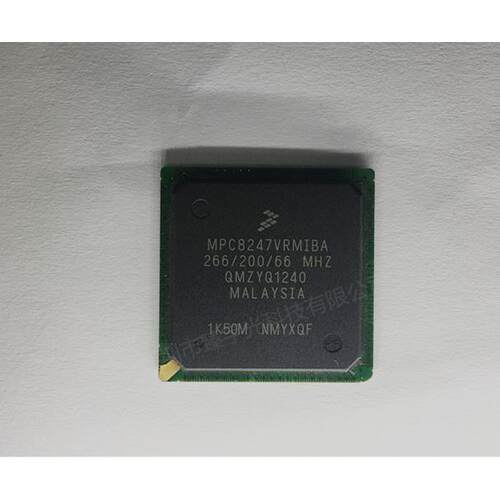 MPC8247VRMIBA
266/200/66 MHZ
QMZYQ1240
MALAYSIA
1K50M NMYXQF